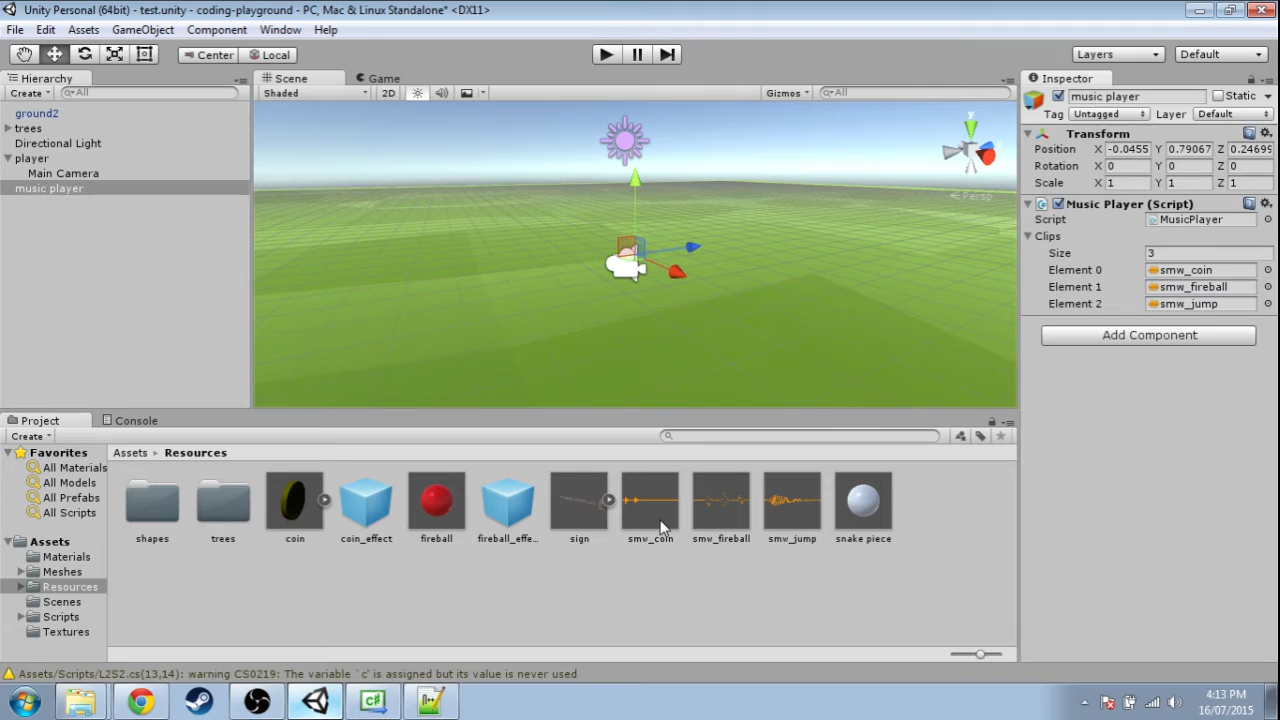 Unity Personal (64bit) - test.unity - coding-playground - PC, Mac & Linux Standalone* <DX11>
File Edit Assets GameObject Component Window Help
Center Local Layers Default
Hierarchy
Create All
ground2
trees
Directional Light
player
Main Camera
music player
Scene Game
Shaded 2D Gizmos All
y
Persp
Inspector
music player Static
Tag Untagged Layer Default
Transform
Position X -0.0455 Y 0.79067 Z 0.24699
Rotation X 0 Y 0 Z 0
Scale X 1 Y 1 Z 1
Music Player (Script)
Script MusicPlayer
Clips
Size 3
Element 0 smw_coin
Element 1 smw_fireball
Element 2 smw_jump
Add Component
Project Console
Create
Favorites
All Materials
All Models
All Prefabs
All Scripts
Assets
Materials
Meshes
Resources
Scenes
Scripts
Textures
Assets ▸ Resources
shapes trees coin coin_effect fireball fireball_effe... sign smw_coin smw_fireball smw_jump snake piece
Assets/Scripts/L2S2.cs(13,14): warning CS0219: The variable `c' is assigned but its value is never used
C#
4:13 PM
16/07/2015